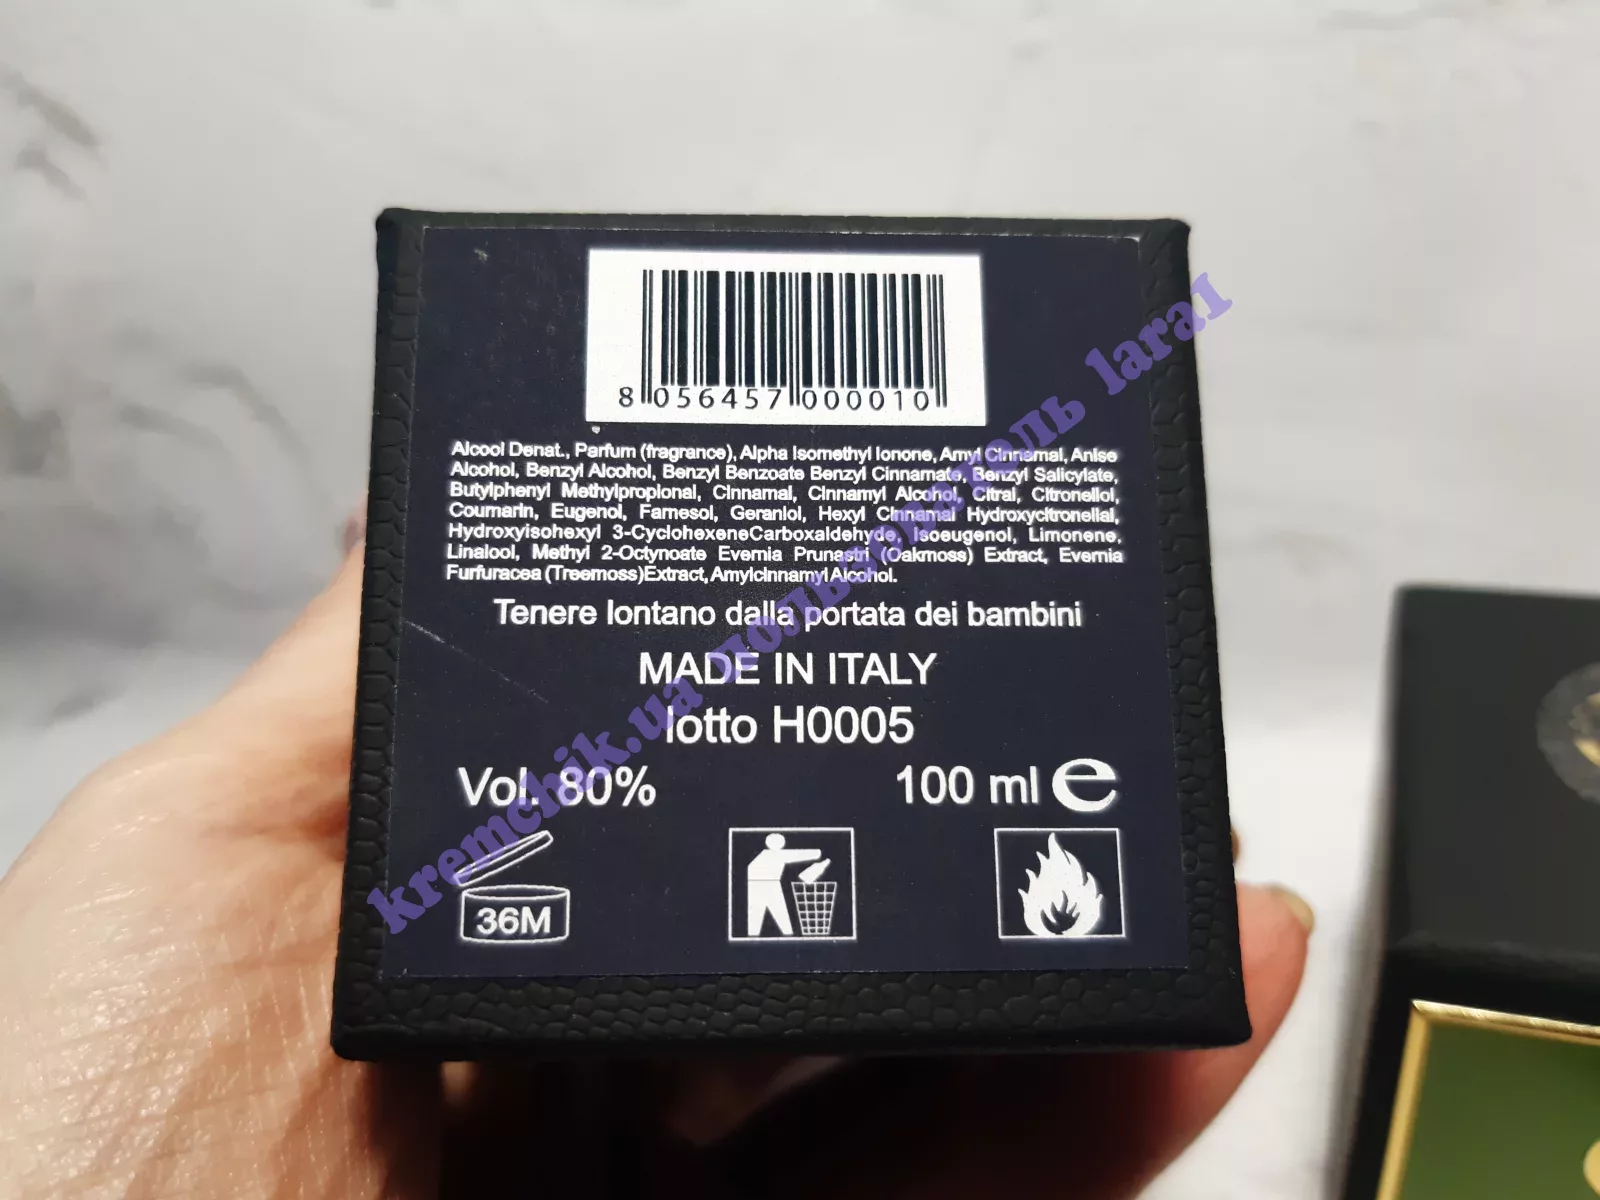 8 056457 000010
Alcool Denat., Parfum (fragrance), Alpha Isomethyl Ionone, Amyl Cinnamal, Anise
Alcohol, Benzyl Alcohol, Benzyl Benzoate Benzyl Cinnamate, Benzyl Salicylate,
Butylphenyl Methylpropional, Cinnamal, Cinnamyl Alcohol, Citral, Citronellol,
Coumarin, Eugenol, Farnesol, Geraniol, Hexyl Cinnamal Hydroxycitronellal,
Hydroxyisohexyl 3-CyclohexeneCarboxaldehyde, Isoeugenol, Limonene,
Linalool, Methyl 2-Octynoate Evernia Prunastri (Oakmoss) Extract, Evernia
Furfuracea (Treemoss)Extract, AmylcinnamylAlcohol.
Tenere lontano dalla portata dei bambini
MADE IN ITALY
lotto H0005
Vol. 80% 100 ml e
36M
kremchik.ua пользователь lara1